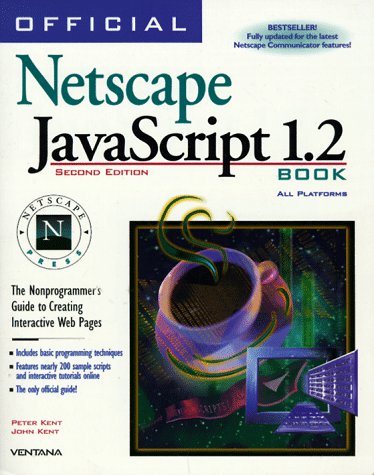 OFFICIAL
BESTSELLER!
Fully updated for the latest
Netscape Communicator features!
Netscape
JavaScript 1.2
SECOND EDITION
BOOK
ALL PLATFORMS
NETSCAPE
N
PRESS
The Nonprogrammer's
Guide to Creating
Interactive Web Pages
Includes basic programming techniques
Features nearly 200 sample scripts
and interactive tutorials online
The only official guide!
PETER KENT
JOHN KENT
VENTANA